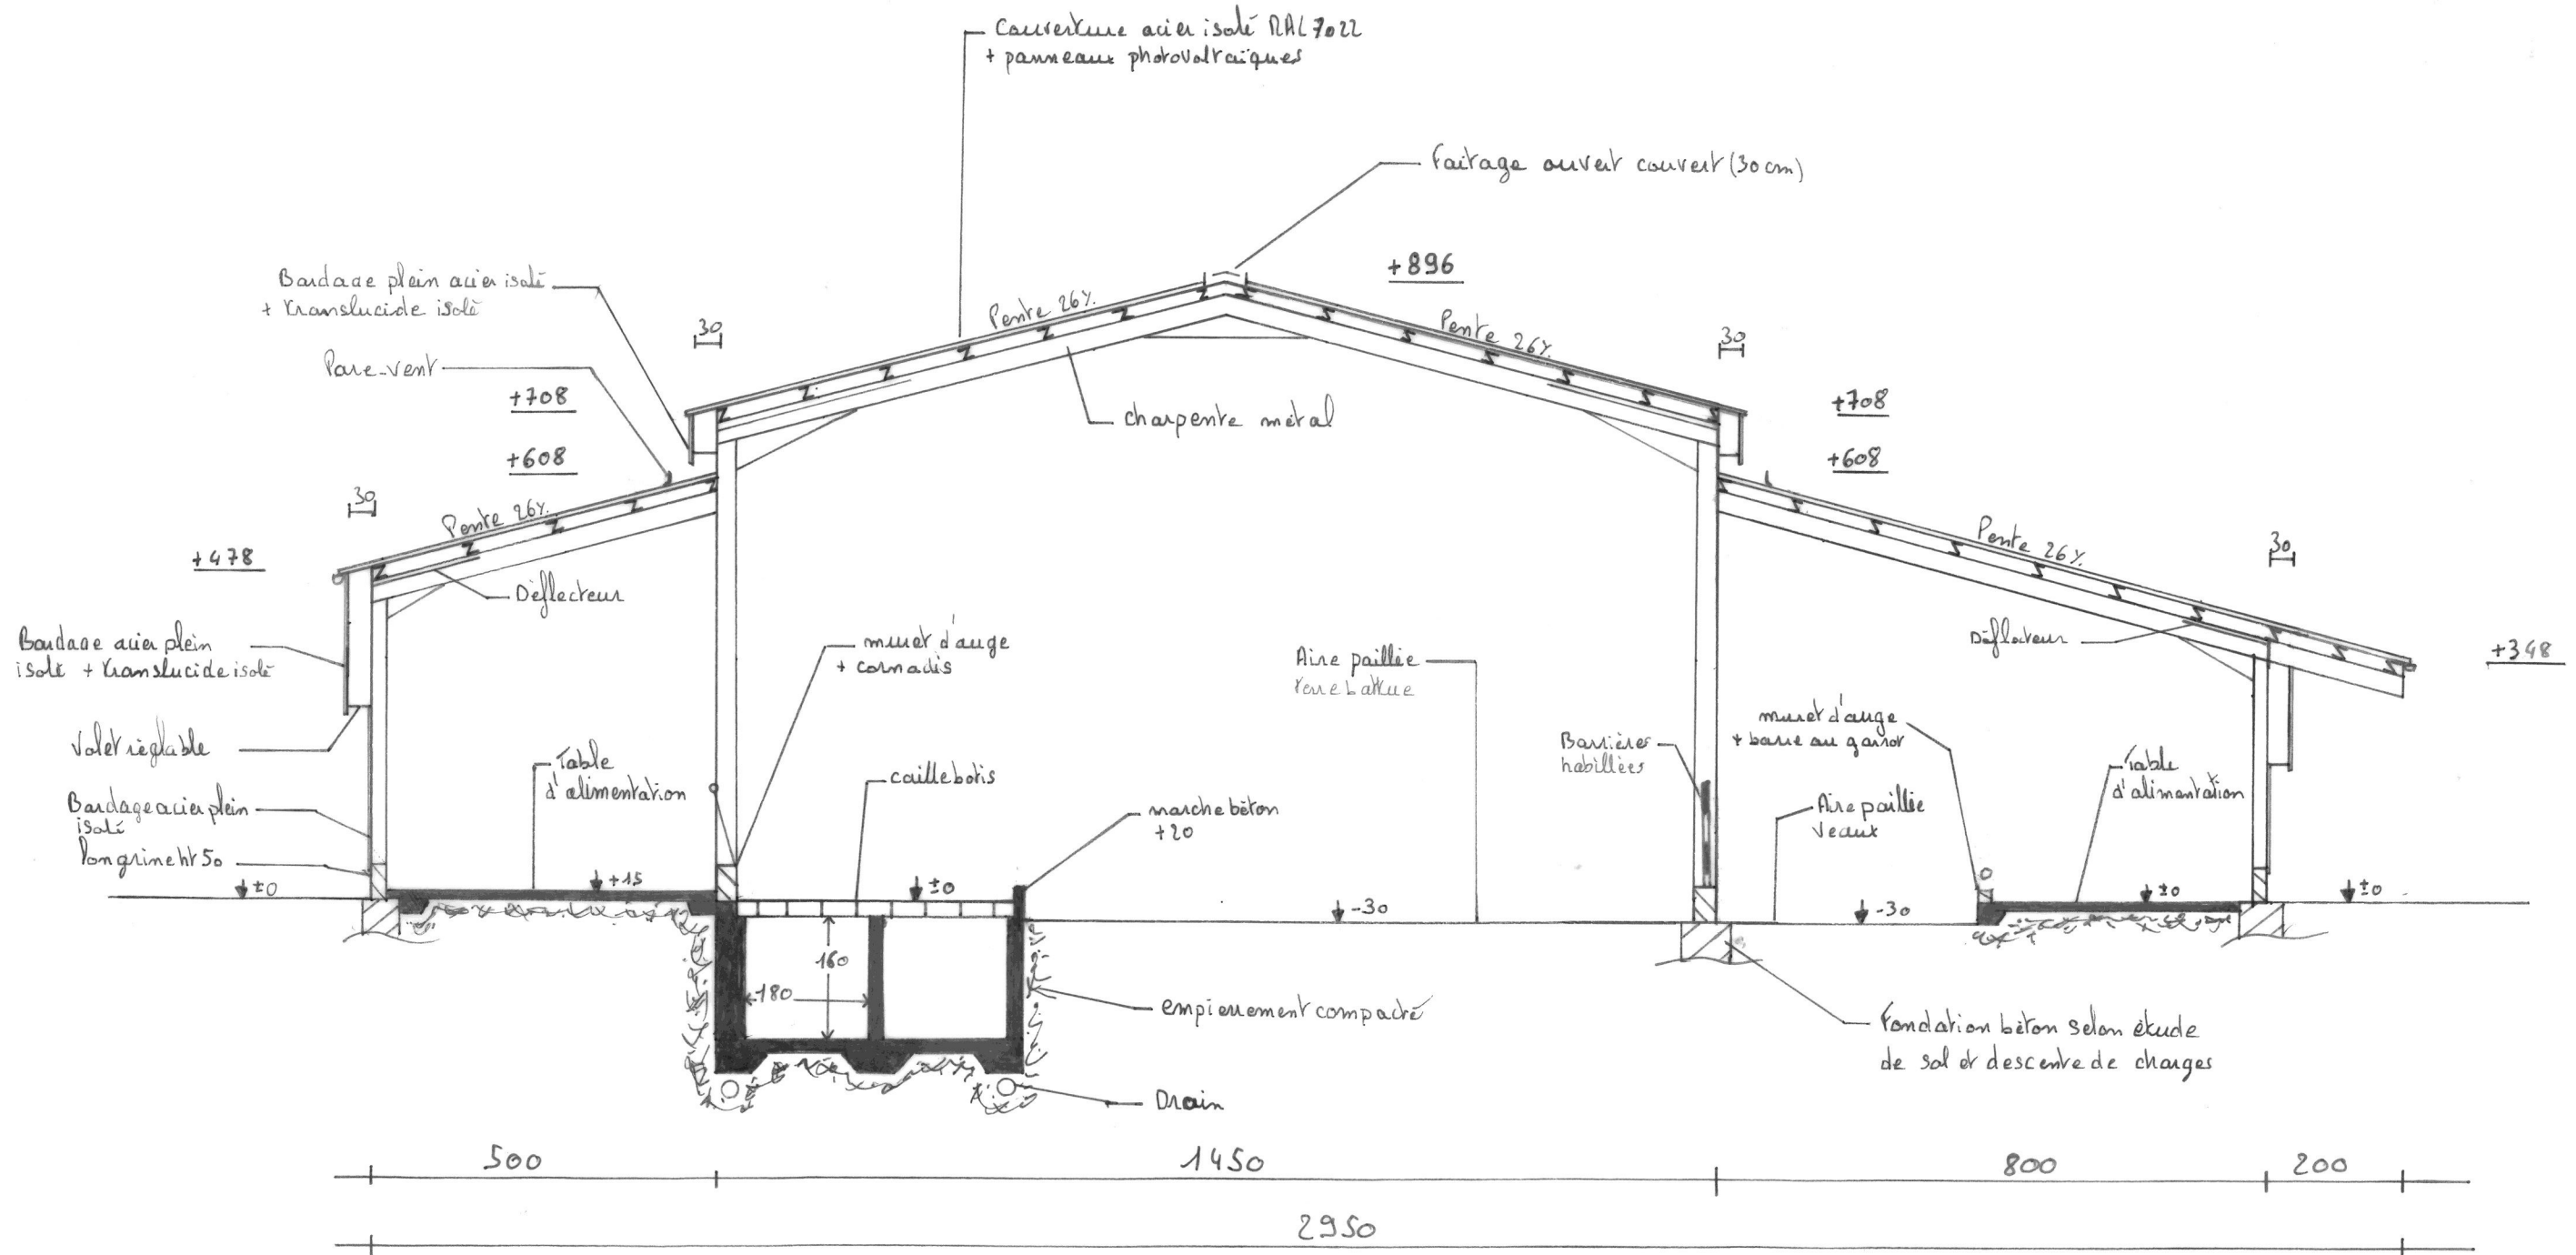 Couverture acier isolé RAL 7022
+ panneaux photovoltaïques
Faitage ouvert couvert (30cm)
+896
Bardage plein acier isolé
+ translucide isolé
30
Pente 26%
Pente 26%
30
Pare-vent
+708
+708
charpente métal
+608
+608
30
Pente 26%
Pente 26%
30
+478
Déflecteur
Déflecteur
+348
Bardage acier plein
isolé + translucide isolé
muret d'auge
+ cornadis
Aire paillée
terre battue
muret d'auge
+ barre au garrot
Volet règlable
Table
d'alimentation
caillebotis
Barrières
habillées
Table
d'alimentation
Bardage acier plein
isolé
marche béton
+20
Aire paillée
veaux
Longrine ht 50
±0
+15
±0
-30
-30
±0
±0
160
180
empierrement compacté
Fondation béton selon étude
de sol et descente de charges
Drain
500
1450
800
200
2950